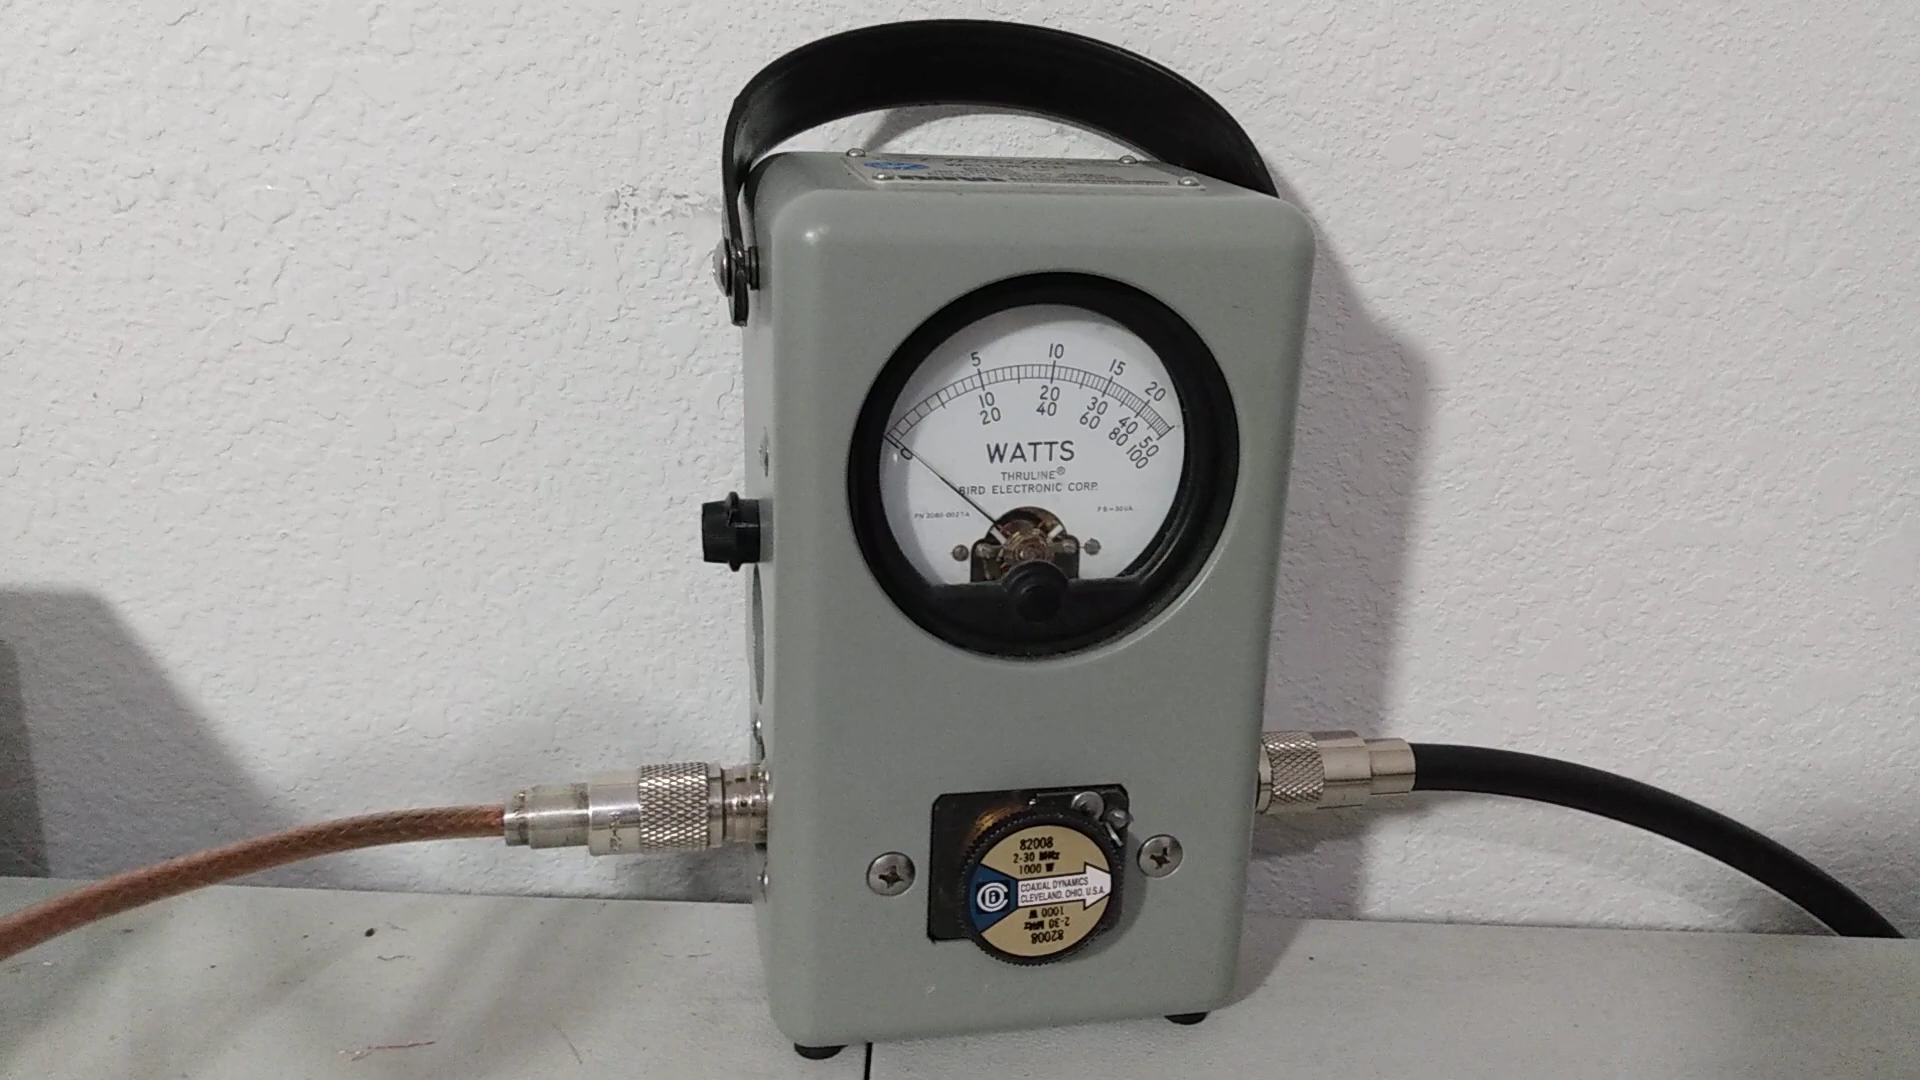 5 10 15 20
10 20 30 40 50
0 20 40 60 80 100
WATTS
THRULINE®
BIRD ELECTRONIC CORP.
82008
2-30 MHz
1000 W
COAXIAL DYNAMICS
CLEVELAND, OHIO, U.S.A.
1000 W
2-30 MHz
82008